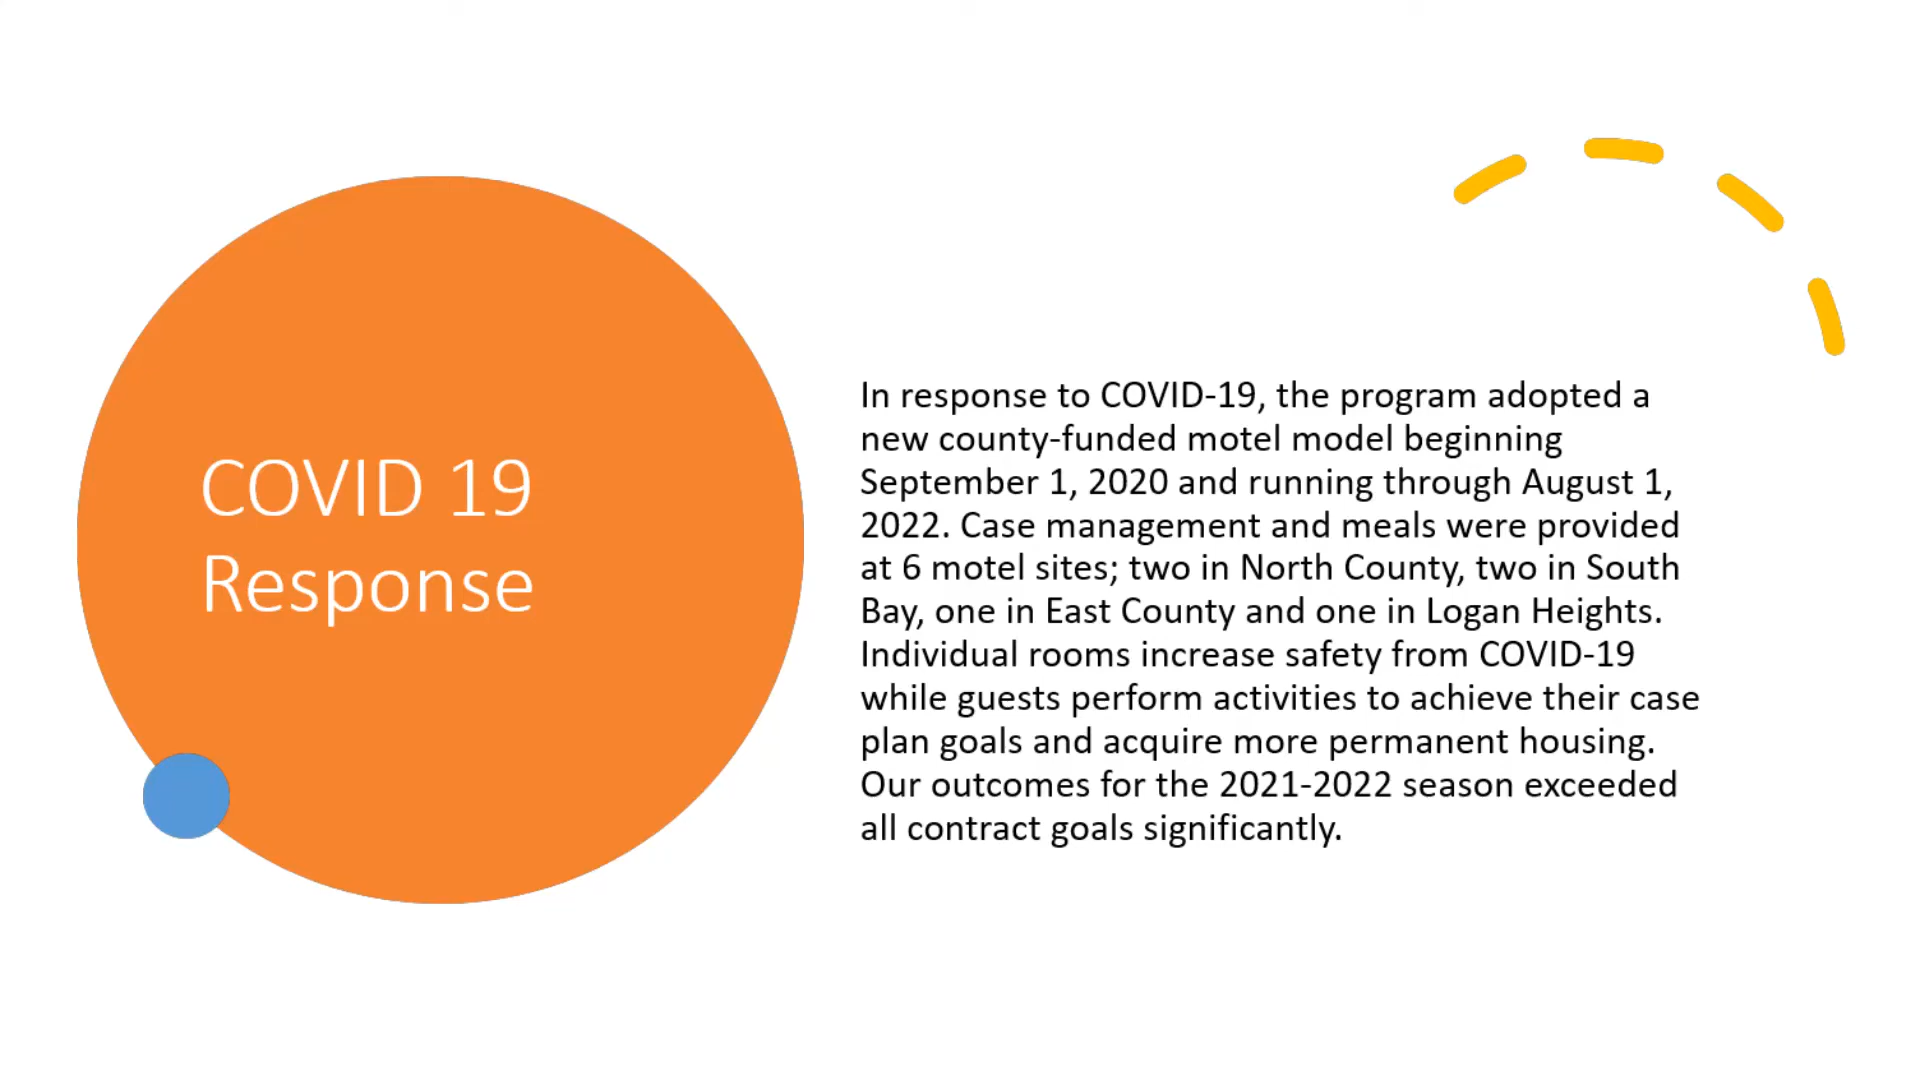 COVID 19
Response
In response to COVID-19, the program adopted a
new county-funded motel model beginning
September 1, 2020 and running through August 1,
2022. Case management and meals were provided
at 6 motel sites; two in North County, two in South
Bay, one in East County and one in Logan Heights.
Individual rooms increase safety from COVID-19
while guests perform activities to achieve their case
plan goals and acquire more permanent housing.
Our outcomes for the 2021-2022 season exceeded
all contract goals significantly.